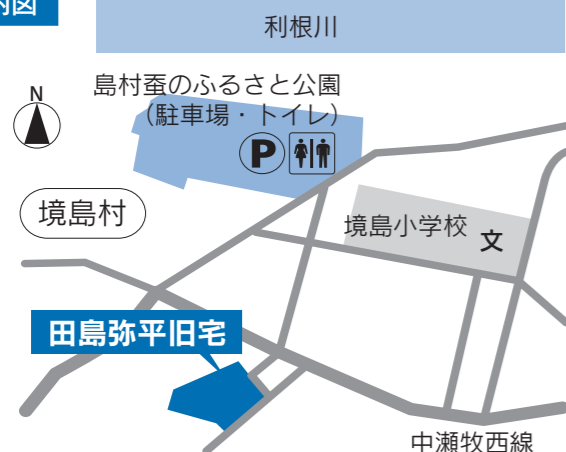 内図
利根川
島村蚕のふるさと公園
（駐車場・トイレ）
P
N
境島村
境島小学校 文
田島弥平旧宅
中瀬牧西線